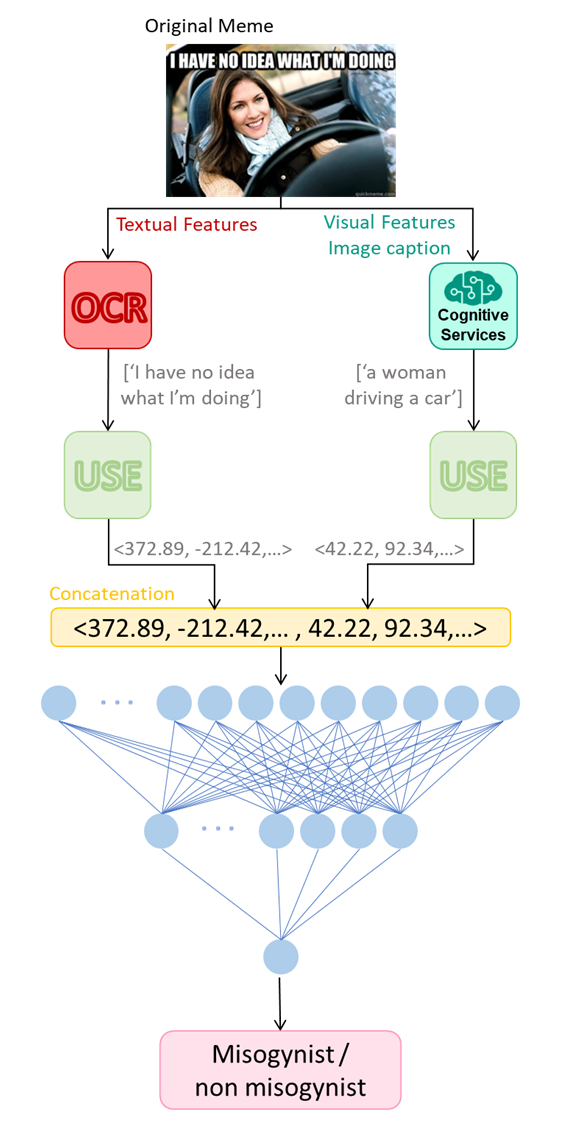 Original Meme
I HAVE NO IDEA WHAT I'M DOING
quickmeme.com
Textual Features
Visual Features
Image caption
OCR
Cognitive
Services
[‘I have no idea
what I’m doing’]
[‘a woman
driving a car’]
USE
USE
<372.89, -212.42,...>
<42.22, 92.34,...>
Concatenation
<372.89, -212.42,... , 42.22, 92.34,...>
Misogynist /
non misogynist